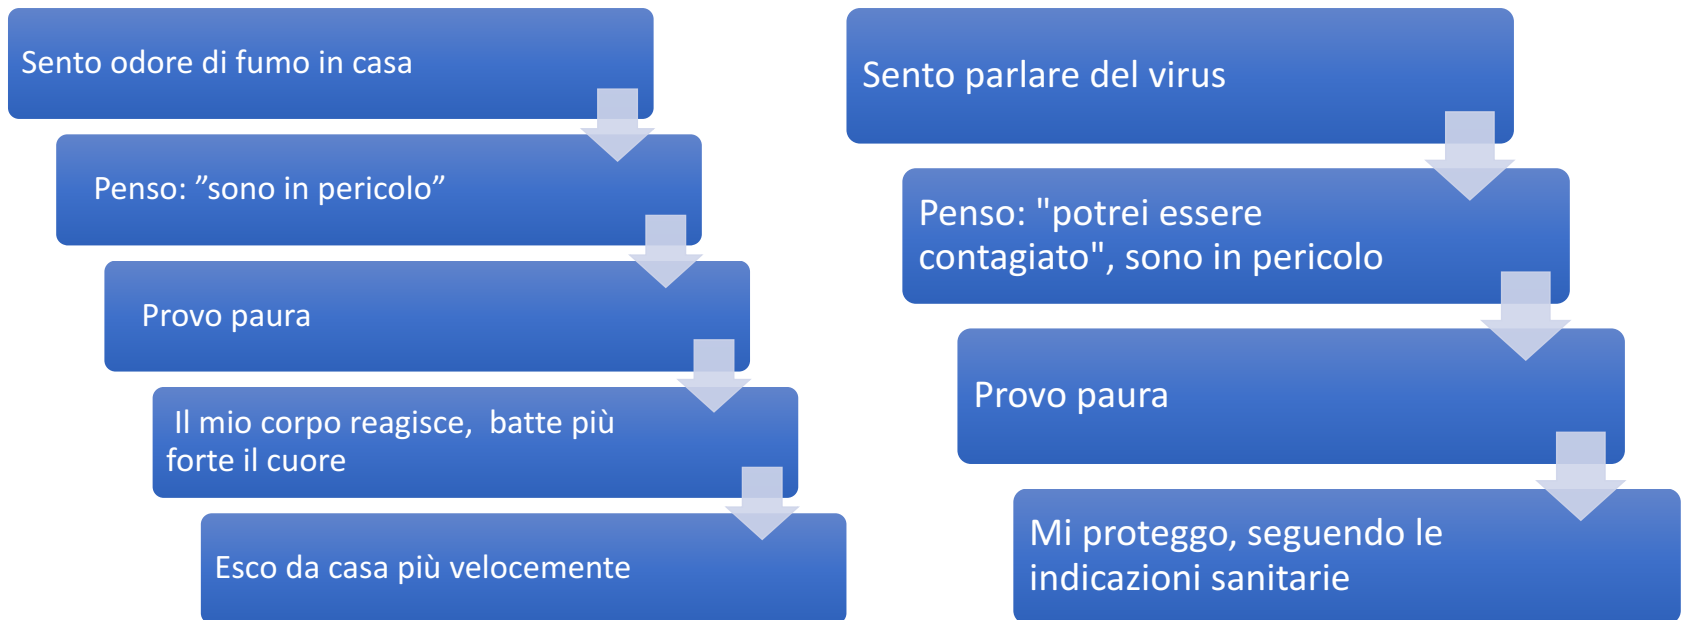 Sento odore di fumo in casa
Penso: ”sono in pericolo”
Provo paura
Il mio corpo reagisce, batte più
forte il cuore
Esco da casa più velocemente
Sento parlare del virus
Penso: "potrei essere
contagiato", sono in pericolo
Provo paura
Mi proteggo, seguendo le
indicazioni sanitarie